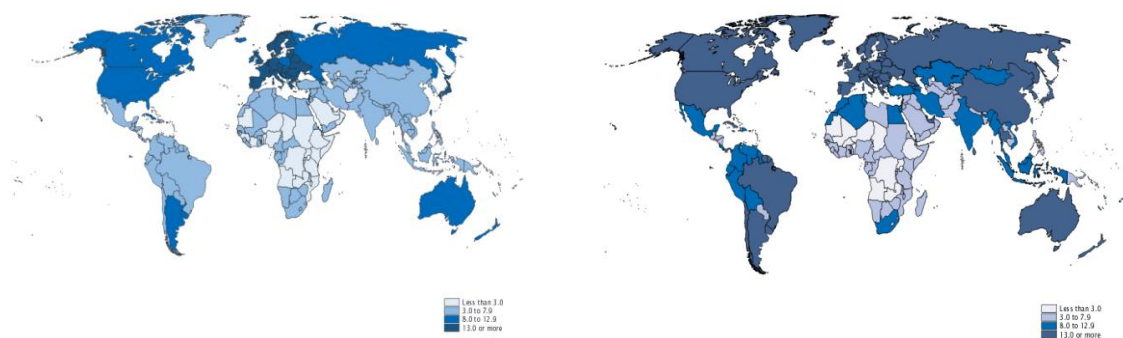 Less than 3.0
3.0 to 7.9
8.0 to 12.9
13.0 or more
Less than 3.0
3.0 to 7.9
8.0 to 12.9
13.0 or more